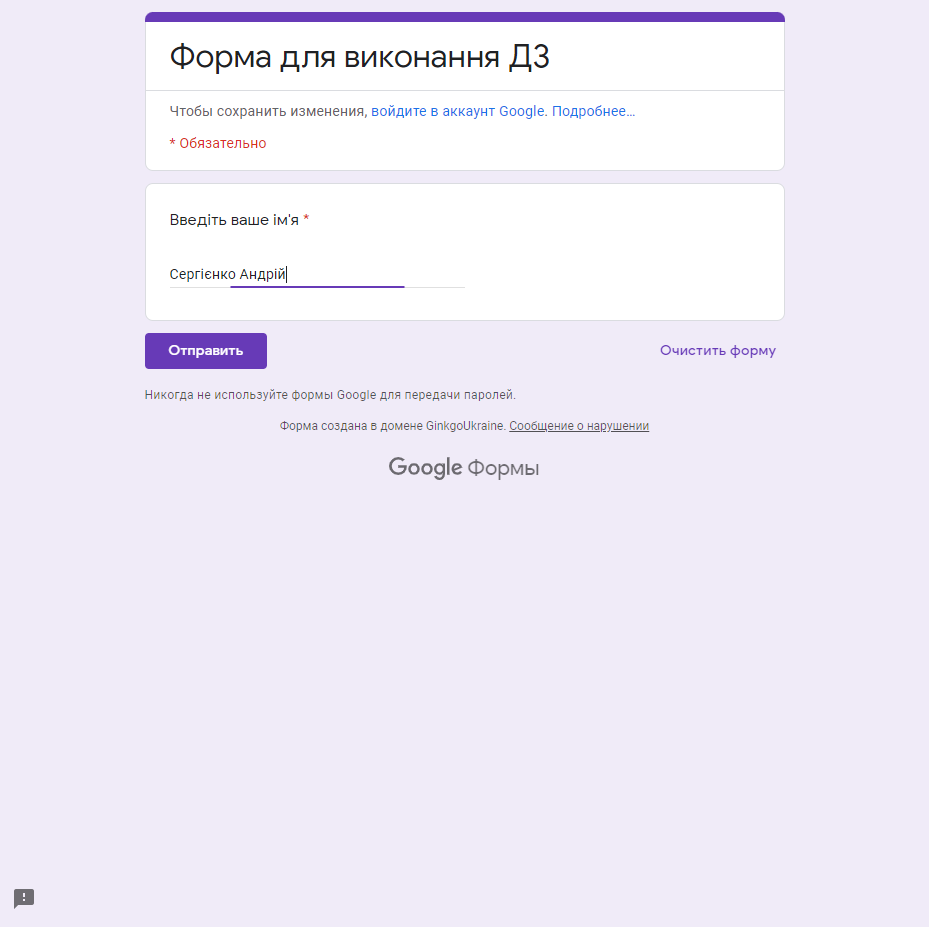 Форма для виконання ДЗ
Чтобы сохранить изменения, войдите в аккаунт Google. Подробнее…
* Обязательно
Введіть ваше ім'я *
Сергієнко Андрій
Отправить
Очистить форму
Никогда не используйте формы Google для передачи паролей.
Форма создана в домене GinkgoUkraine. Сообщение о нарушении
Google Формы